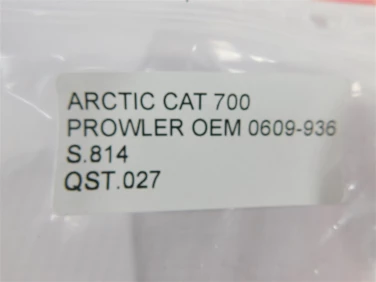 ARCTIC CAT 700
PROWLER OEM 0609-936
S.814
QST.027